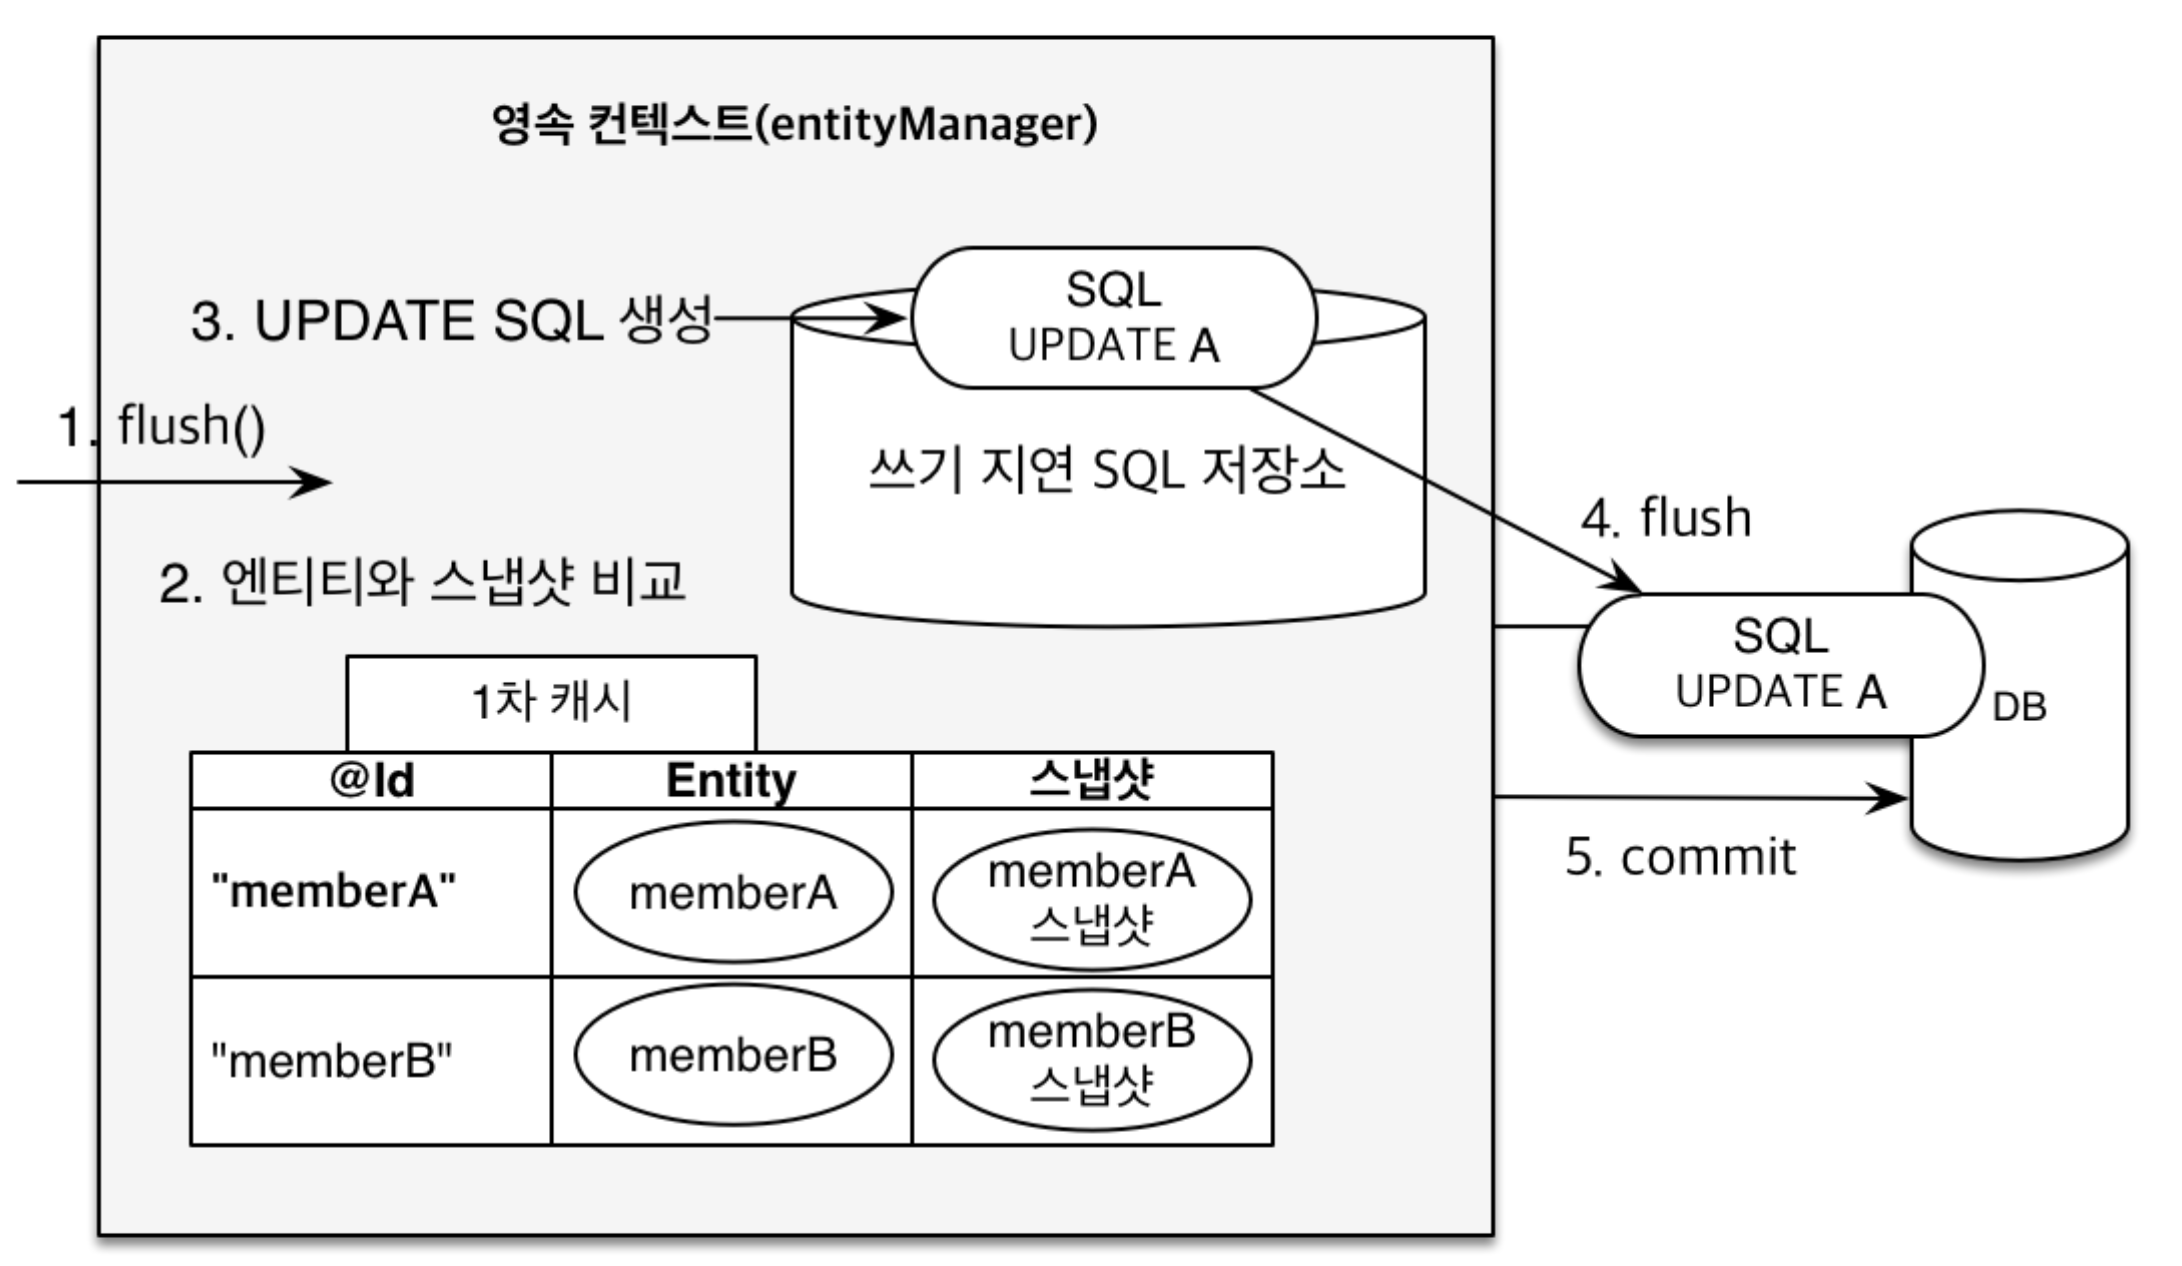 영속 컨텍스트(entityManager)
3. UPDATE SQL 생성
SQL
UPDATE A
1. flush()
쓰기 지연 SQL 저장소
4. flush
2. 엔티티와 스냅샷 비교
SQL
UPDATE A
DB
1차 캐시
@Id Entity 스냅샷
"memberA" memberA memberA
스냅샷
5. commit
"memberB" memberB memberB
스냅샷